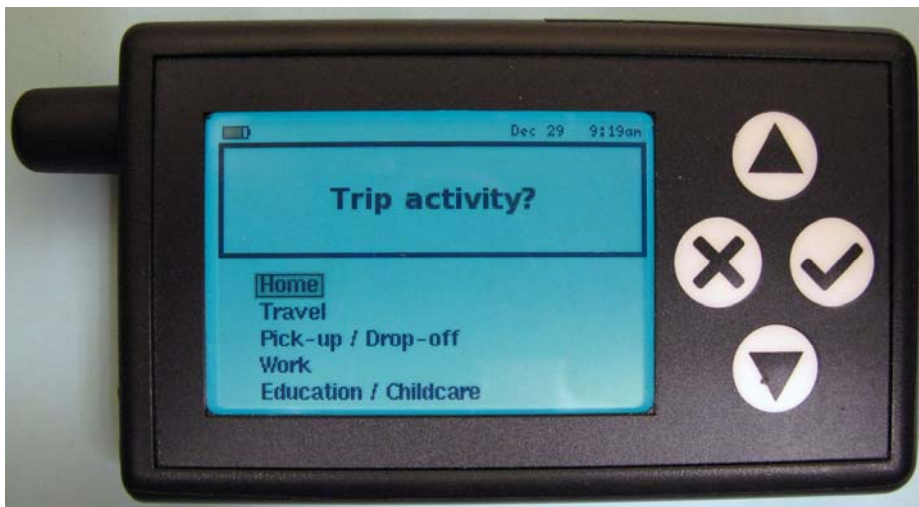 Dec 29 9:19am
Trip activity?
Home
Travel
Pick-up / Drop-off
Work
Education / Childcare